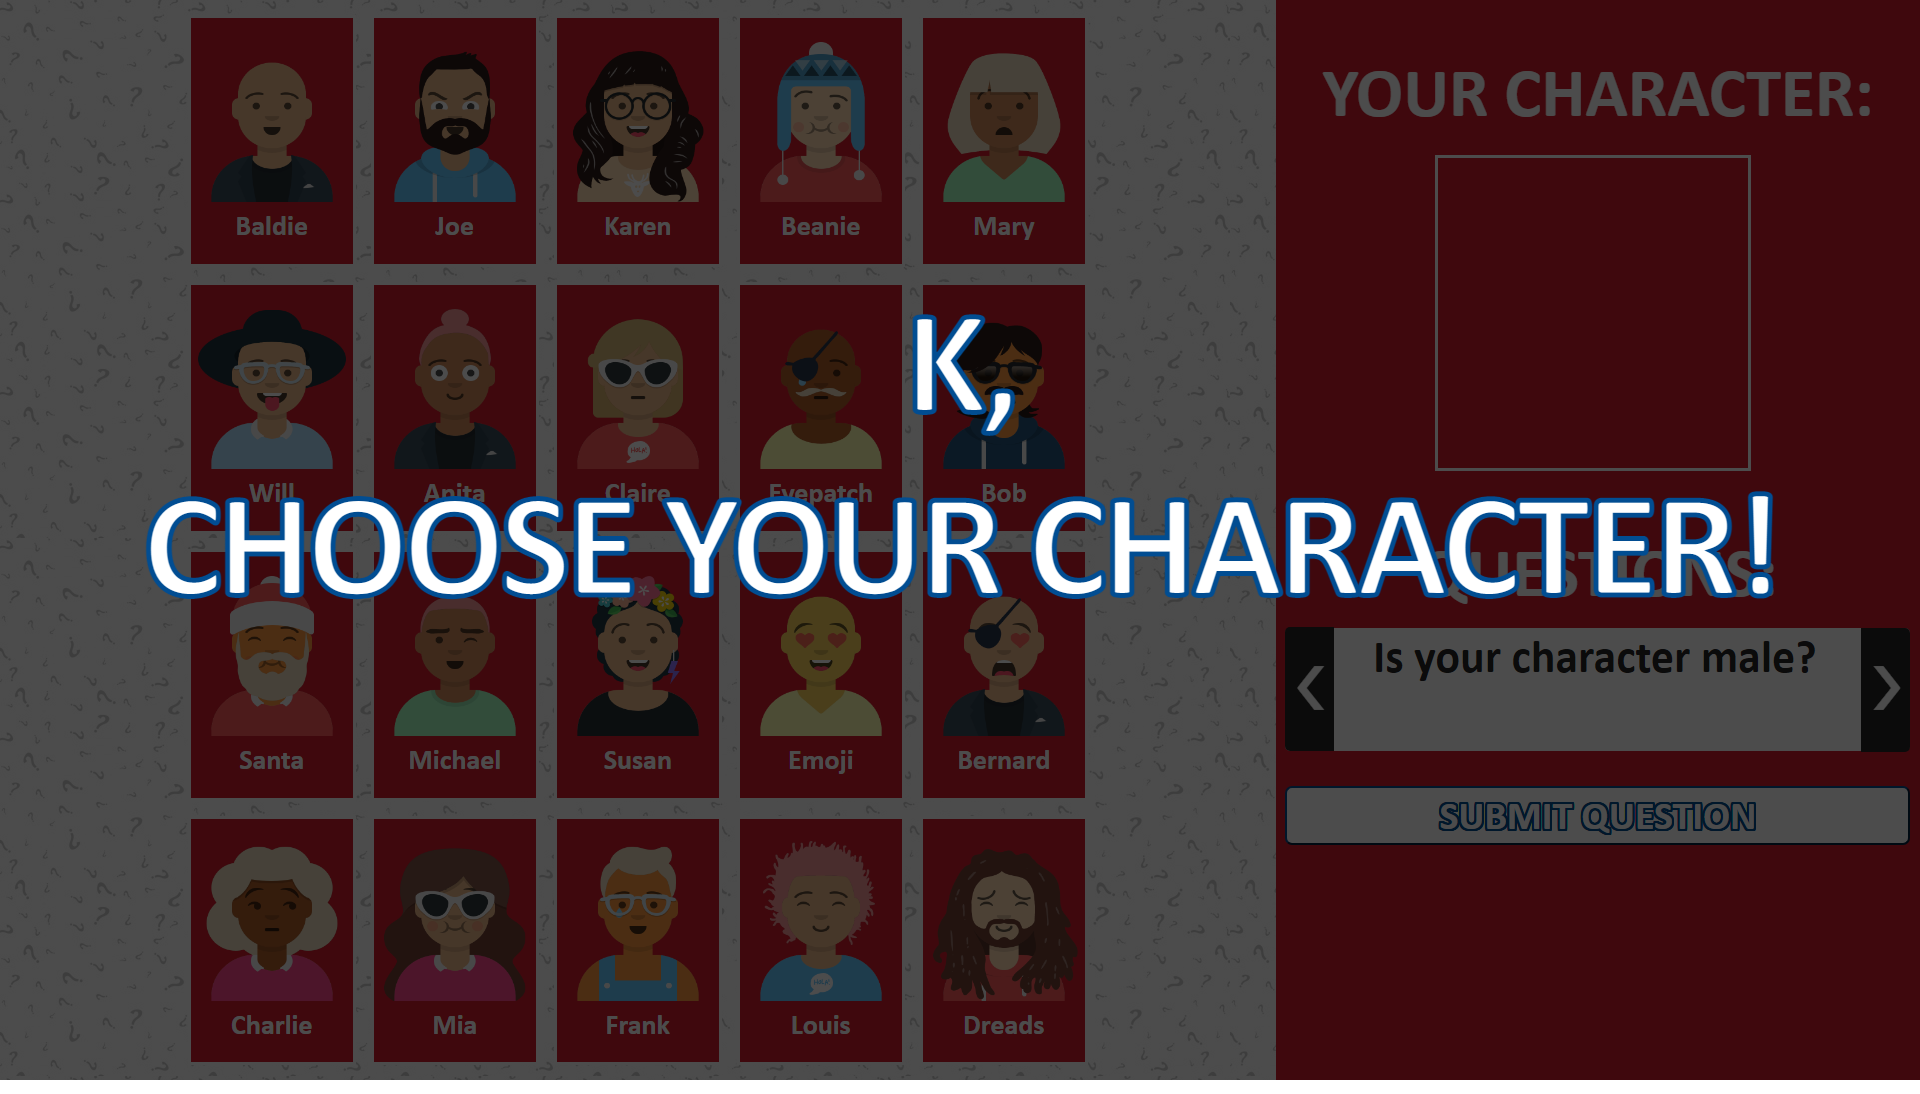 YOUR CHARACTER:
Baldie
Joe
Karen
Beanie
Mary
K,
CHOOSE YOUR CHARACTER!
Will
Anita
Claire
Eyepatch
Bob
QUESTIONS:
Is your character male?
Santa
Michael
Susan
Emoji
Bernard
SUBMIT QUESTION
Charlie
Mia
Frank
Louis
Dreads